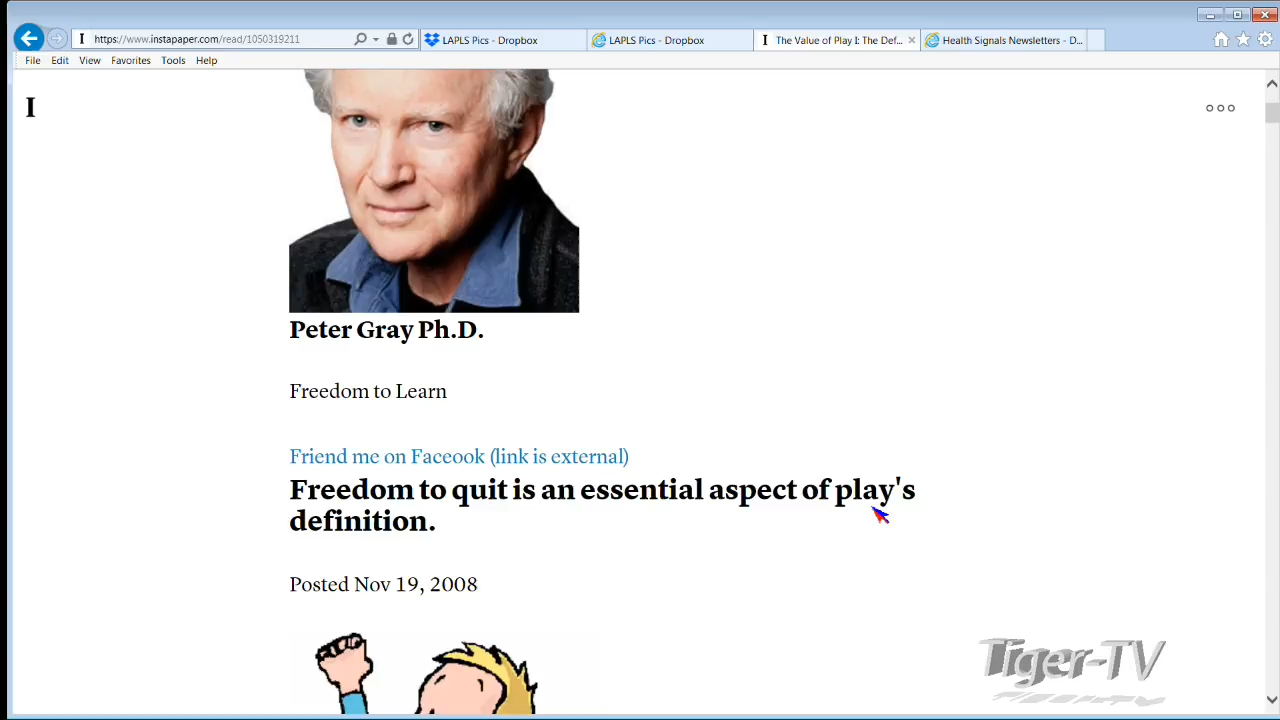 https://www.instapaper.com/read/1050319211
LAPLS Pics - Dropbox
LAPLS Pics - Dropbox
I The Value of Play I: The Def...
Health Signals Newsletters - D...
File Edit View Favorites Tools Help
I
Peter Gray Ph.D.
Freedom to Learn
Friend me on Faceook (link is external)
Freedom to quit is an essential aspect of play's
definition.
Posted Nov 19, 2008
Tiger-TV